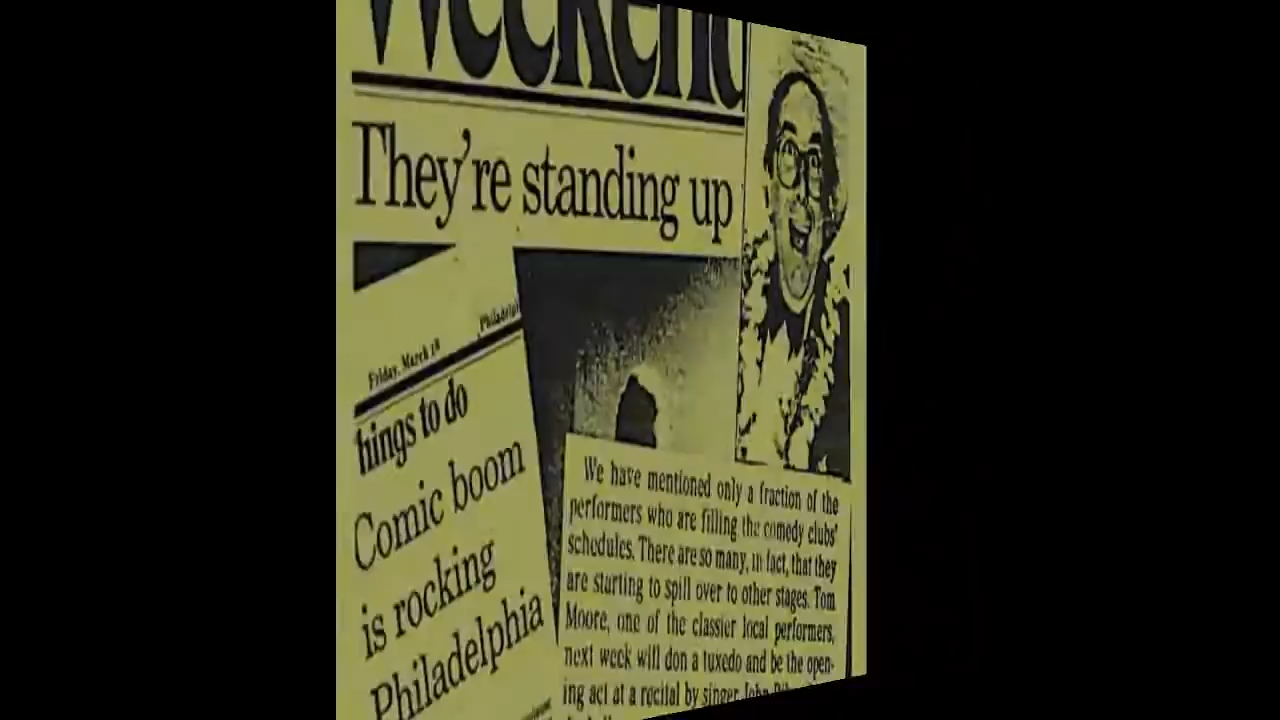 Weekend
They're standing up
Philadelp
Friday, March 18
hings to do
Comic boom
is rocking
Philadelphia
We have mentioned only a fraction of the
performers who are filling the comedy clubs'
schedules. There are so many, in fact, that they
are starting to spill over to other stages. Tom
Moore, one of the classier local performers,
next week will don a tuxedo and be the open-
ing act at a recital by singer John